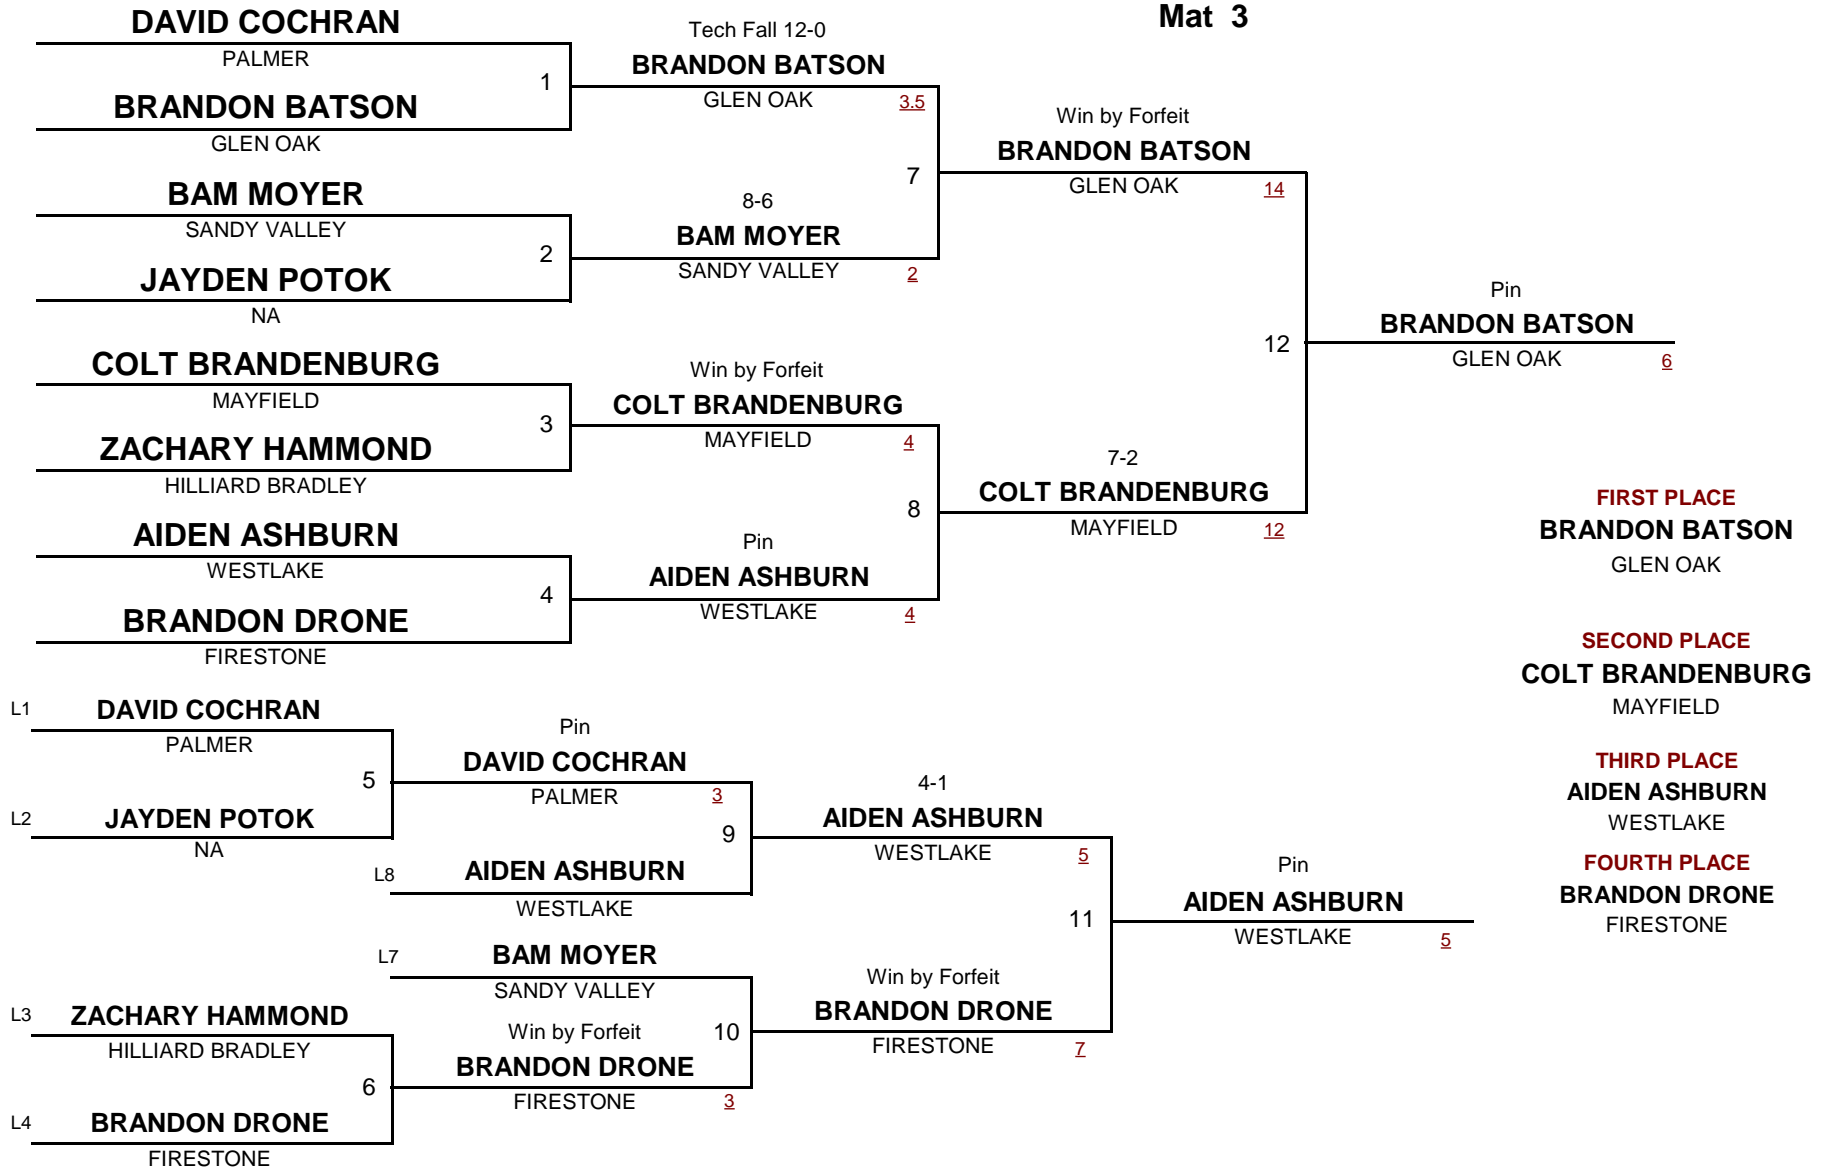 Mat 3
DAVID COCHRAN
PALMER
1
BRANDON BATSON
GLEN OAK
BAM MOYER
SANDY VALLEY
2
JAYDEN POTOK
NA
COLT BRANDENBURG
MAYFIELD
3
ZACHARY HAMMOND
HILLIARD BRADLEY
AIDEN ASHBURN
WESTLAKE
4
BRANDON DRONE
FIRESTONE
Tech Fall 12-0
BRANDON BATSON
GLEN OAK 3.5
7
8-6
BAM MOYER
SANDY VALLEY 2
Win by Forfeit
COLT BRANDENBURG
MAYFIELD 4
8
Pin
AIDEN ASHBURN
WESTLAKE 4
Win by Forfeit
BRANDON BATSON
GLEN OAK 14
12
7-2
COLT BRANDENBURG
MAYFIELD 12
Pin
BRANDON BATSON
GLEN OAK 6
FIRST PLACE
BRANDON BATSON
GLEN OAK
SECOND PLACE
COLT BRANDENBURG
MAYFIELD
THIRD PLACE
AIDEN ASHBURN
WESTLAKE
FOURTH PLACE
BRANDON DRONE
FIRESTONE
L1 DAVID COCHRAN
PALMER
5
L2 JAYDEN POTOK
NA
L3 ZACHARY HAMMOND
HILLIARD BRADLEY
6
L4 BRANDON DRONE
FIRESTONE
Pin
DAVID COCHRAN
PALMER 3
9
L8 AIDEN ASHBURN
WESTLAKE
L7 BAM MOYER
SANDY VALLEY
10
Win by Forfeit
BRANDON DRONE
FIRESTONE 3
4-1
AIDEN ASHBURN
WESTLAKE 5
11
Win by Forfeit
BRANDON DRONE
FIRESTONE 7
Pin
AIDEN ASHBURN
WESTLAKE 5